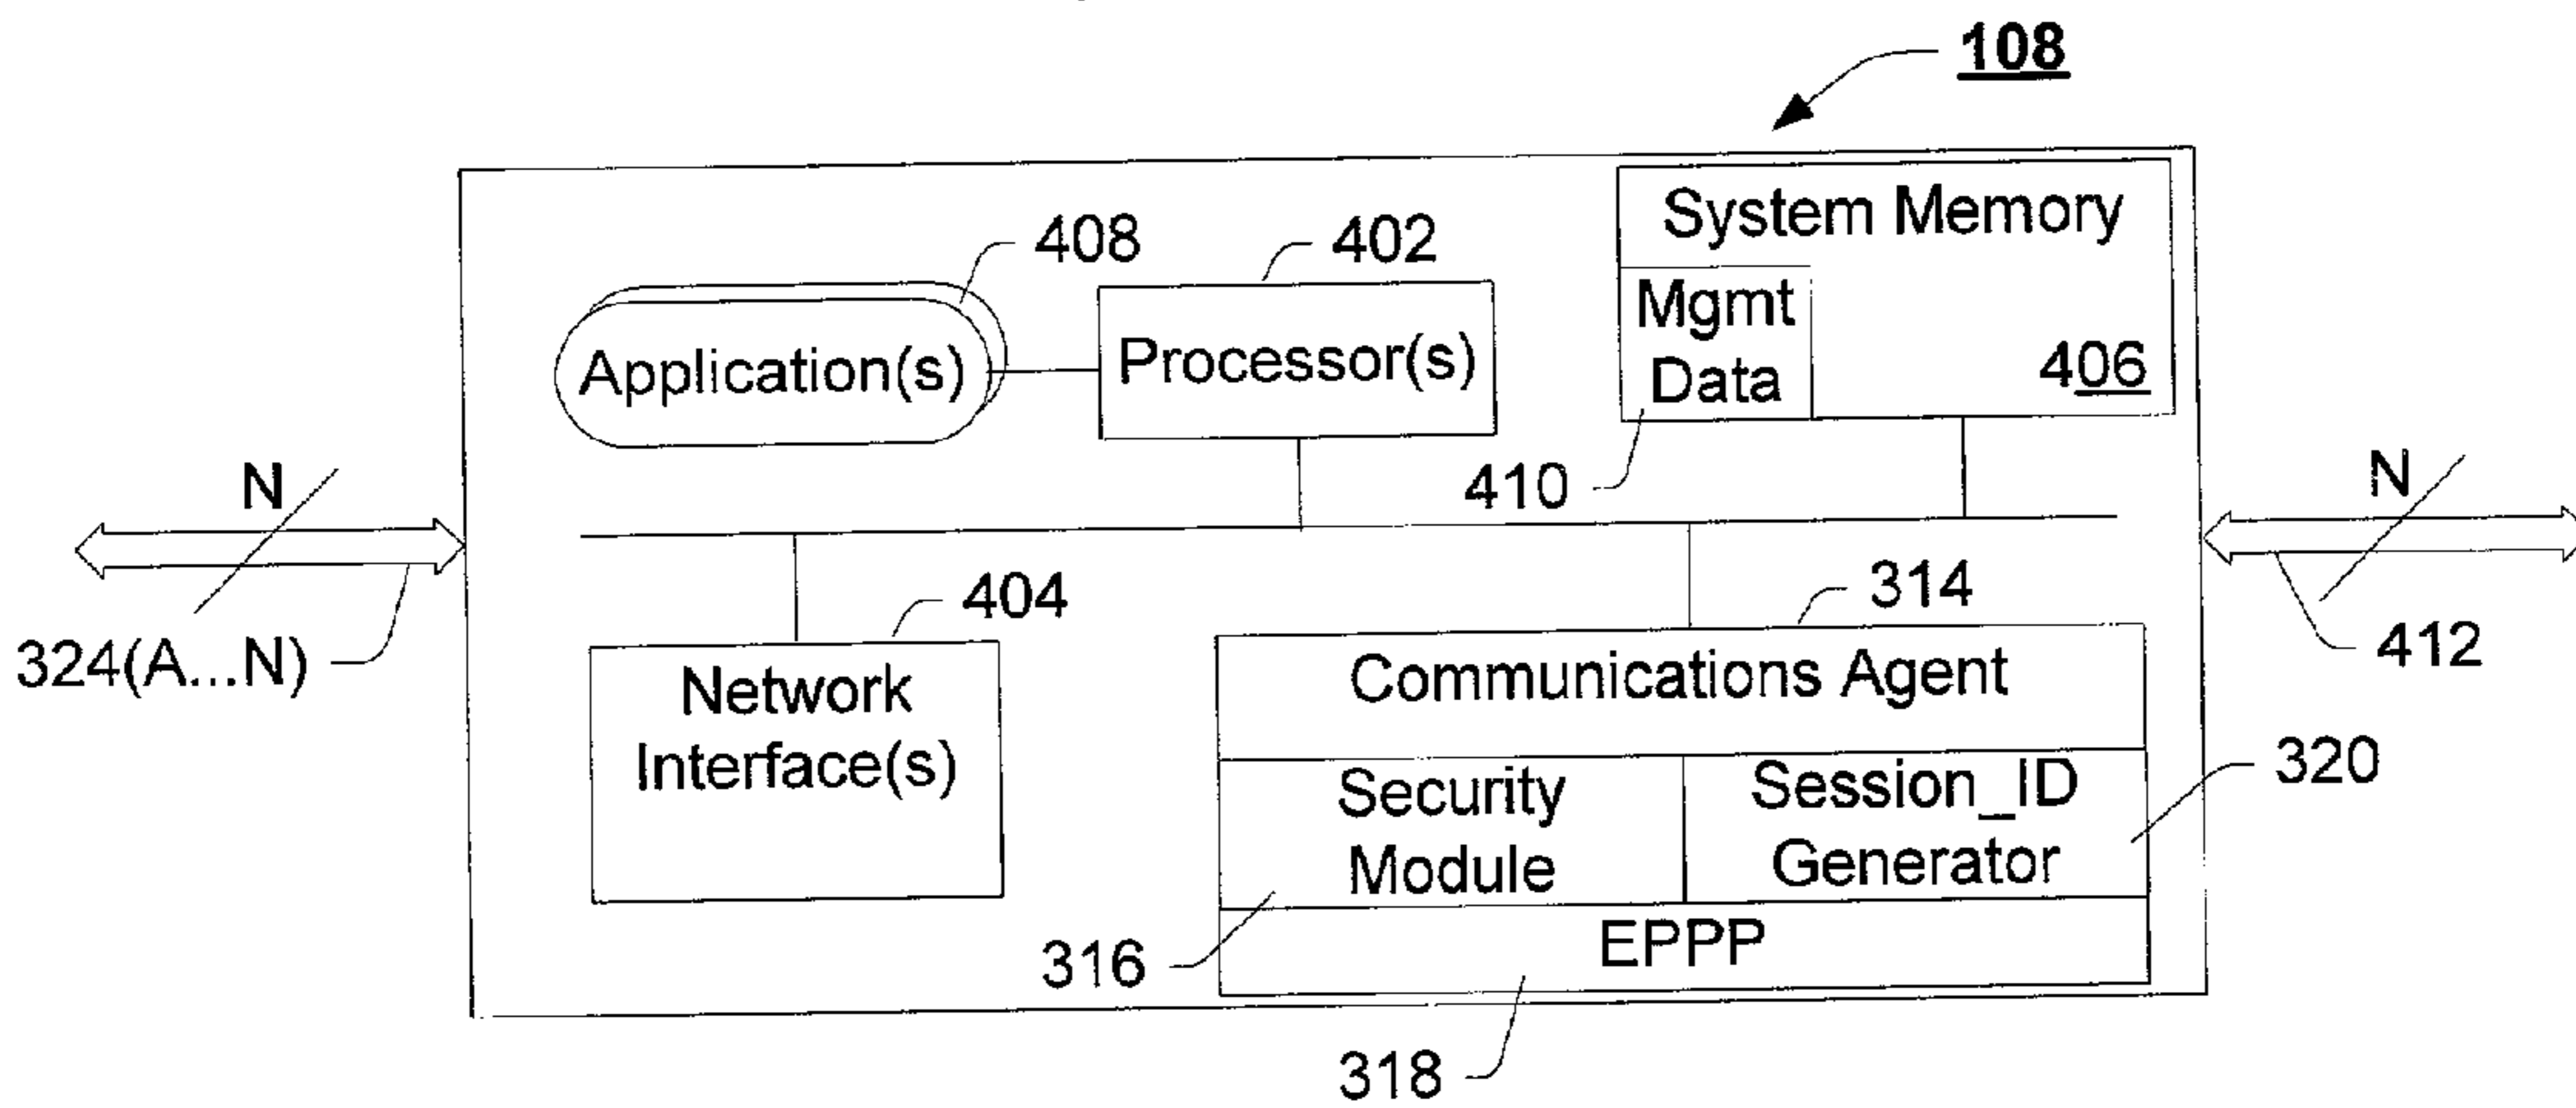 108
System Memory
408
402
Mgmt
Data
Application(s)
Processor(s)
406
N
410
N
324(A...N)
404
314
412
Network
Interface(s)
Communications Agent
Security
Module
Session_ID
Generator
320
316
EPPP
318